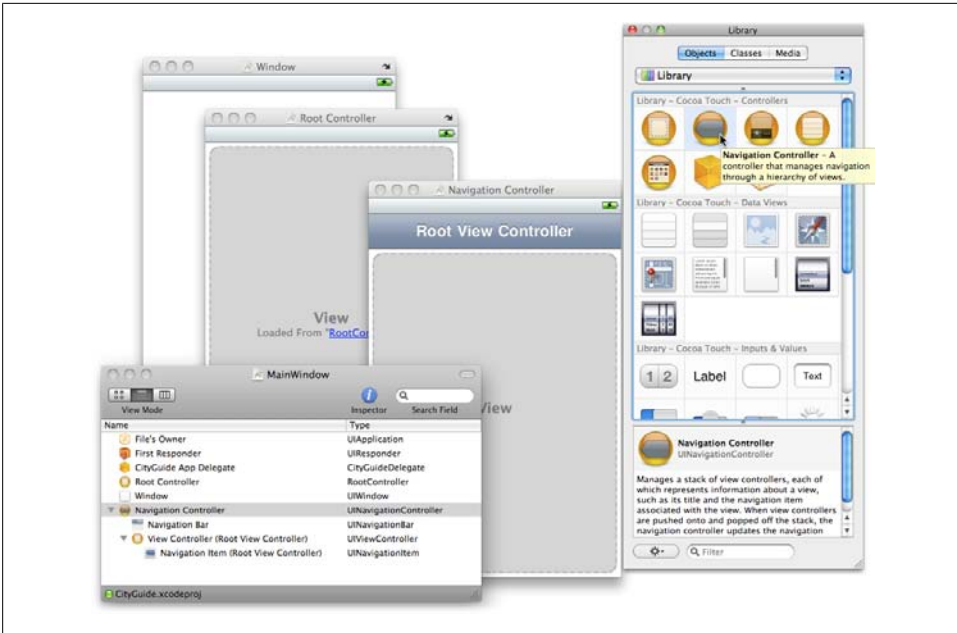 Window
Root Controller
View
Loaded From "RootCo
Navigation Controller
Root View Controller
View
MainWindow
View Mode
Inspector
Search Field
Name
Type
File's Owner
UIApplication
First Responder
UIResponder
CityGuide App Delegate
CityGuideDelegate
Root Controller
RootController
Window
UIWindow
Navigation Controller
UINavigationController
Navigation Bar
UINavigationBar
View Controller (Root View Controller)
UIViewController
Navigation Item (Root View Controller)
UINavigationItem
CityGuide.xcodeproj
Library
Objects
Classes
Media
Library
Library – Cocoa Touch – Controllers
Navigation Controller – A
controller that manages navigation
through a hierarchy of views.
Library – Cocoa Touch – Data Views
Library – Cocoa Touch – Inputs & Values
1 2
Label
Text
Navigation Controller
UINavigationController
Manages a stack of view controllers, each of
which represents information about a view,
such as its title and the navigation item
associated with the view. When view controllers
are pushed onto and popped off the stack, the
navigation controller updates the navigation
Filter